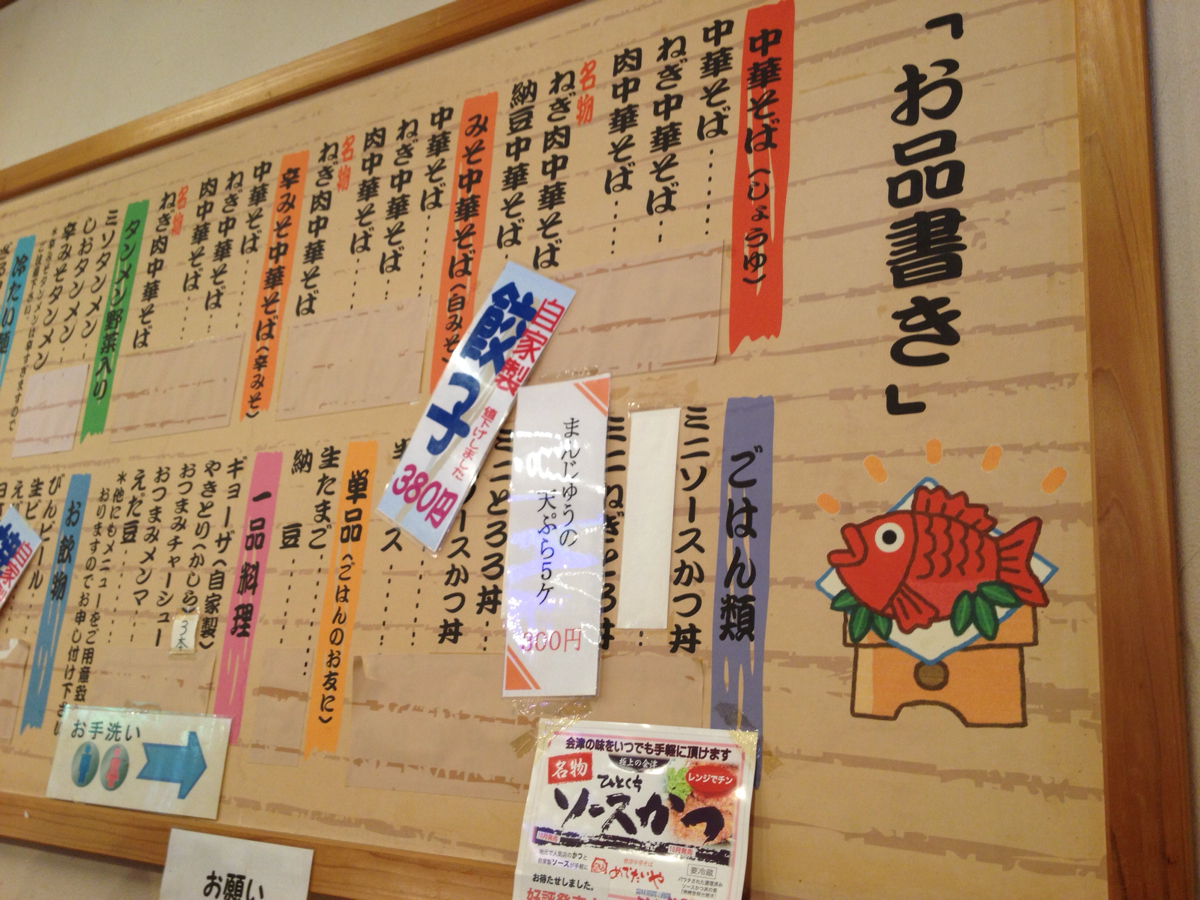 「お品書き」
中華そば(しょうゆ)
中華そば
ねぎ中華そば
肉中華そば
名物
ねぎ肉中華そば
納豆中華そば
みそ中華そば(白みそ
中華そば
ねぎ中華そば
肉中華そば
名物
ねぎ肉中華そば
辛みそ中華そば(辛みそ)
中華そば
ねぎ中華そば
肉中華そば
名物
ねぎ肉中華そば
タンメン野菜入り
ミソタンメン
しおタンメン
辛みそタンメン
冷たい麺
自家製
餃子
値下げしました
380円
まんじゅうの
天ぷら5ケ
300円
ごはん類
ミニソースかつ丼
ミニとろろ丼
ソースかつ丼
単品(ごはんのお友に)
生たまご
納豆
一品料理
ギョーザ(自家製)
やきとり(かしら)
3本
おつまみチャーシュー
おつまみメンマ
えだ豆
*他にもメニューをご用意致
おりますのでお申し付け下さい
お飲物
びんビール
生ビール
お手洗い
お願い
会津の味をいつでも手軽に頂けます
名物
極上の会津
ひとくち
ソースかつ
レンジでチン
めでたいや
要冷蔵
お待たせしました。